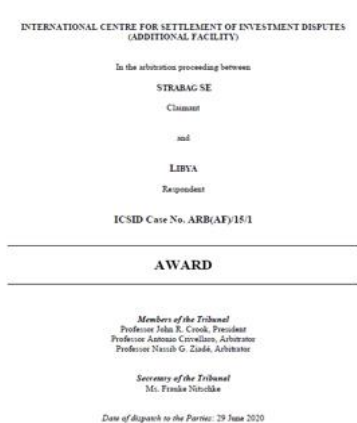 INTERNATIONAL CENTRE FOR SETTLEMENT OF INVESTMENT DISPUTES
(ADDITIONAL FACILITY)
In the arbitration proceeding between
STRABAG SE
Claimant
and
LIBYA
Respondent
ICSID Case No. ARB(AF)/15/1
AWARD
Members of the Tribunal
Professor John R. Crook, President
Professor Antonio Crivellaro, Arbitrator
Professor Nassib G. Ziadé, Arbitrator
Secretary of the Tribunal
Ms. Frauke Nitschke
Date of dispatch to the Parties: 29 June 2020